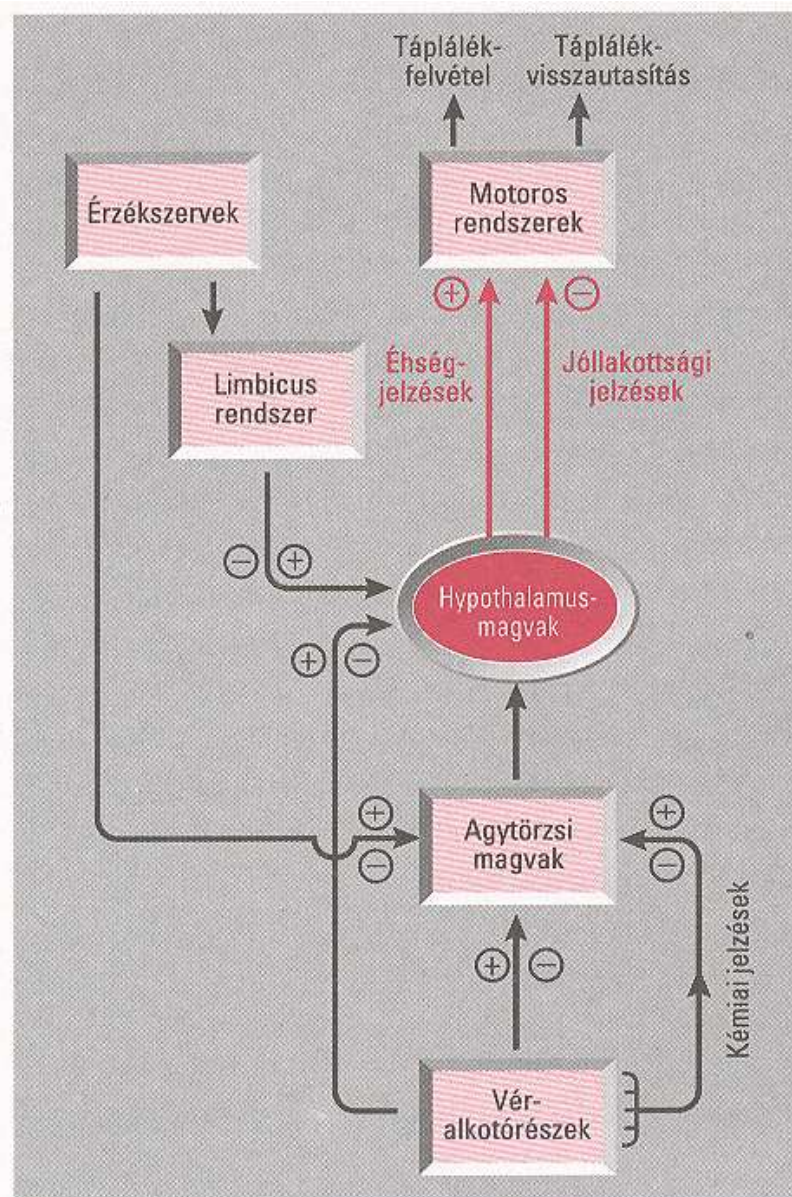 Táplálék-
felvétel
Táplálék-
visszautasítás
Érzékszervek
Motoros
rendszerek
+
−
Éhség-
jelzések
Jóllakottsági
jelzések
Limbicus
rendszer
− +
Hypothalamus-
magvak
+ −
+
−
Agytörzsi
magvak
+
−
+ −
Kémiai jelzések
Vér-
alkotórészek